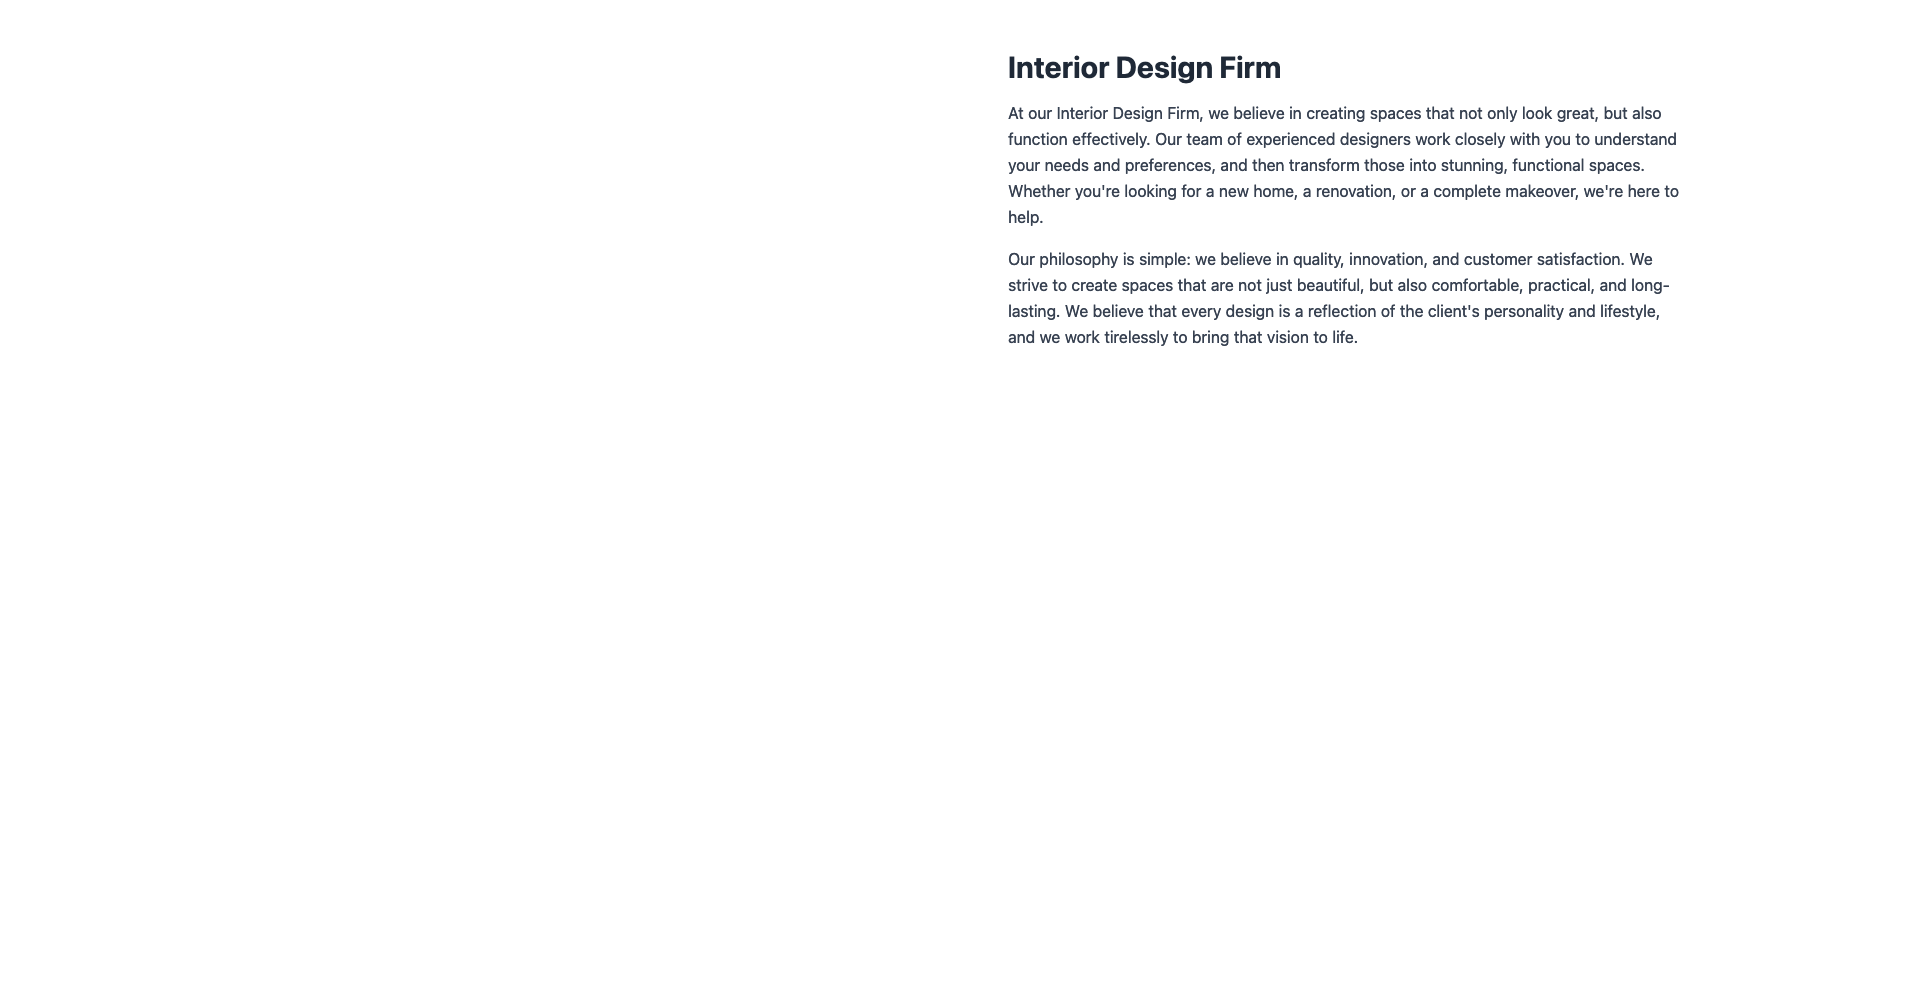 Interior Design Firm
At our Interior Design Firm, we believe in creating spaces that not only look great, but also
function effectively. Our team of experienced designers work closely with you to understand
your needs and preferences, and then transform those into stunning, functional spaces.
Whether you're looking for a new home, a renovation, or a complete makeover, we're here to
help.
Our philosophy is simple: we believe in quality, innovation, and customer satisfaction. We
strive to create spaces that are not just beautiful, but also comfortable, practical, and long-
lasting. We believe that every design is a reflection of the client's personality and lifestyle,
and we work tirelessly to bring that vision to life.